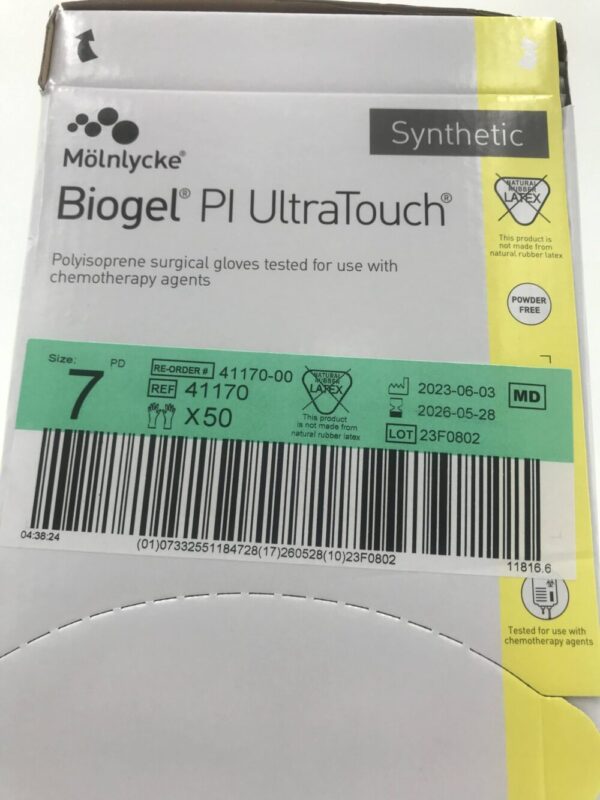 Mölnlycke®
Synthetic
Biogel® PI UltraTouch®
Polyisoprene surgical gloves tested for use with
chemotherapy agents
NATURAL
RUBBER
LATEX
This product is
not made from
natural rubber latex
POWDER
FREE
Size:
7
PD
RE-ORDER # 41170-00
REF 41170
X50
NATURAL
RUBBER
LATEX
This product
is not made from
natural rubber latex
2023-06-03
2026-05-28
LOT 23F0802
MD
04:38:24
(01)07332551184728(17)260528(10)23F0802
11816.6
Tested for use with
chemotherapy agents